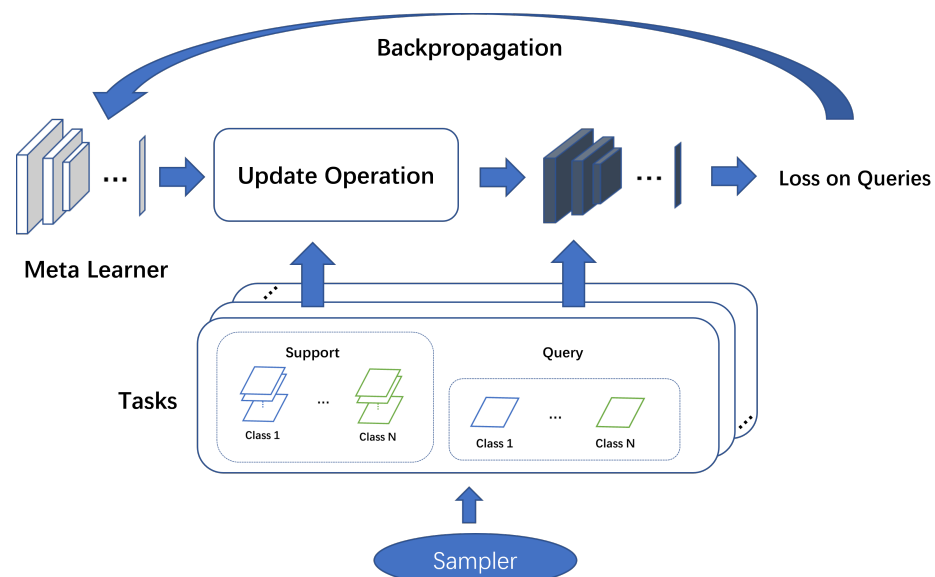 Backpropagation
...
Update Operation
...
Loss on Queries
Meta Learner
...
Support
Query
Tasks
...
...
Class 1
Class N
Class 1
Class N
...
Sampler